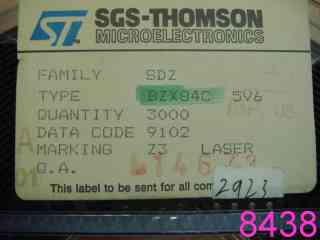 SGS-THOMSON
MICROELECTRONICS
FAMILY SDZ
TYPE BZX84C 5V6
QUANTITY 3000
DATA CODE 9102
MARKING Z3 LASER
Q.A.
This label to be sent for all com
2923
8438